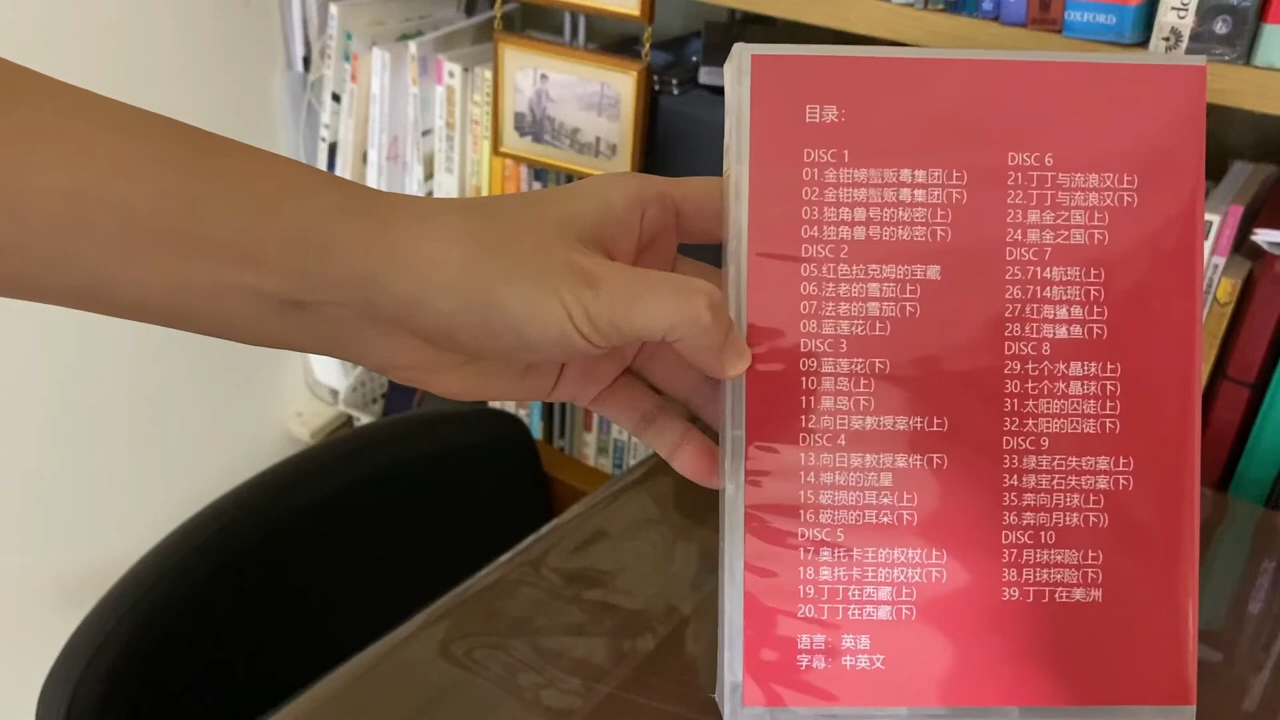 OXFORD
目录：
DISC 1
01.金钳螃蟹贩毒集团(上)
02.金钳螃蟹贩毒集团(下)
03.独角兽号的秘密(上)
04.独角兽号的秘密(下)
DISC 2
05.红色拉克姆的宝藏
06.法老的雪茄(上)
07.法老的雪茄(下)
08.蓝莲花(上)
DISC 3
09.蓝莲花(下)
10.黑岛(上)
11.黑岛(下)
12.向日葵教授案件(上)
DISC 4
13.向日葵教授案件(下)
14.神秘的流星
15.破损的耳朵(上)
16.破损的耳朵(下)
DISC 5
17.奥托卡王的权杖(上)
18.奥托卡王的权杖(下)
19.丁丁在西藏(上)
20.丁丁在西藏(下)
DISC 6
21.丁丁与流浪汉(上)
22.丁丁与流浪汉(下)
23.黑金之国(上)
24.黑金之国(下)
DISC 7
25.714航班(上)
26.714航班(下)
27.红海鲨鱼(上)
28.红海鲨鱼(下)
DISC 8
29.七个水晶球(上)
30.七个水晶球(下)
31.太阳的囚徒(上)
32.太阳的囚徒(下)
DISC 9
33.绿宝石失窃案(上)
34.绿宝石失窃案(下)
35.奔向月球(上)
36.奔向月球(下))
DISC 10
37.月球探险(上)
38.月球探险(下)
39.丁丁在美洲
语言：英语
字幕：中英文